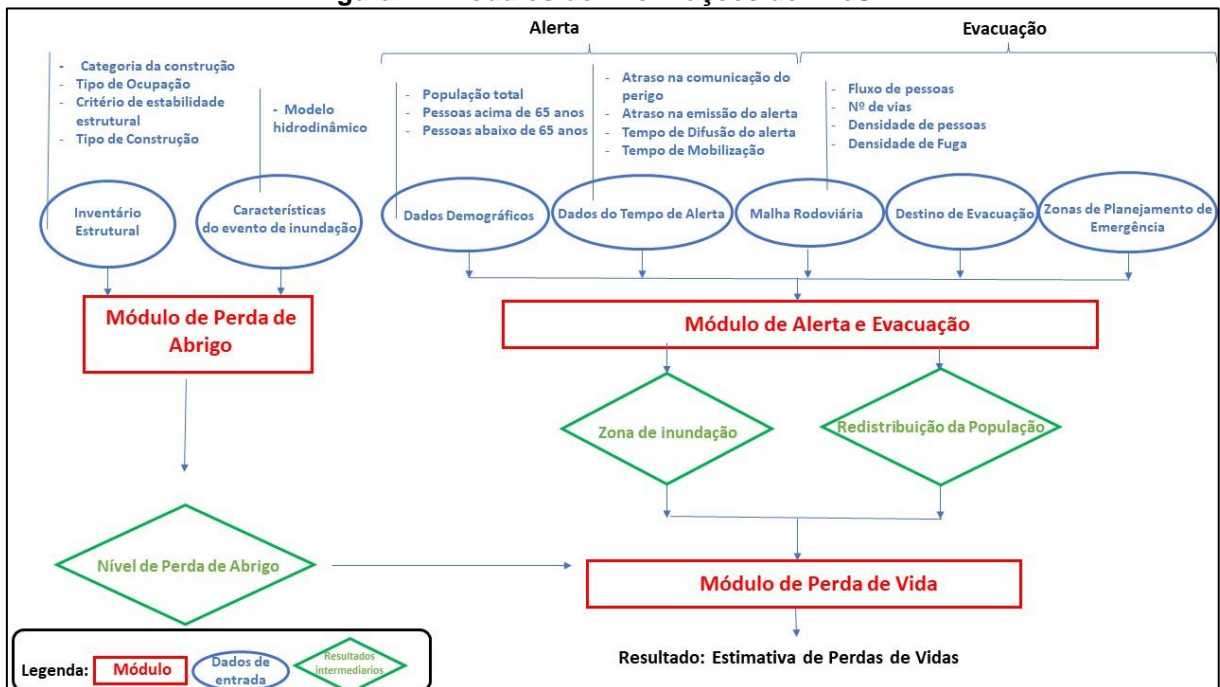 Alerta
Evacuação
- Categoria da construção
- Tipo de Ocupação
- Critério de estabilidade
estrutural
- Tipo de Construção
- Modelo
hidrodinâmico
- População total
- Pessoas acima de 65 anos
- Pessoas abaixo de 65 anos
- Atraso na comunicação do
perigo
- Atraso na emissão do alerta
- Tempo de Difusão do alerta
- Tempo de Mobilização
- Fluxo de pessoas
- Nº de vias
- Densidade de pessoas
- Densidade de Fuga
Inventário
Estrutural
Características
do evento de inundação
Dados Demográficos
Dados do Tempo de Alerta
Malha Rodoviária
Destino de Evacuação
Zonas de Planejamento de
Emergência
Módulo de Perda de
Abrigo
Módulo de Alerta e Evacuação
Zona de inundação
Redistribuição da População
Nível de Perda de Abrigo
Módulo de Perda de Vida
Resultado: Estimativa de Perdas de Vidas
Legenda:
Módulo
Dados de
entrada
Resultados
intermediarios